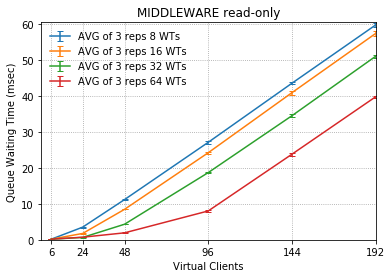 MIDDLEWARE read-only
AVG of 3 reps 8 WTs
AVG of 3 reps 16 WTs
AVG of 3 reps 32 WTs
AVG of 3 reps 64 WTs
Queue Waiting Time (msec)
60
50
40
30
20
10
0
6 24 48 96 144 192
Virtual Clients